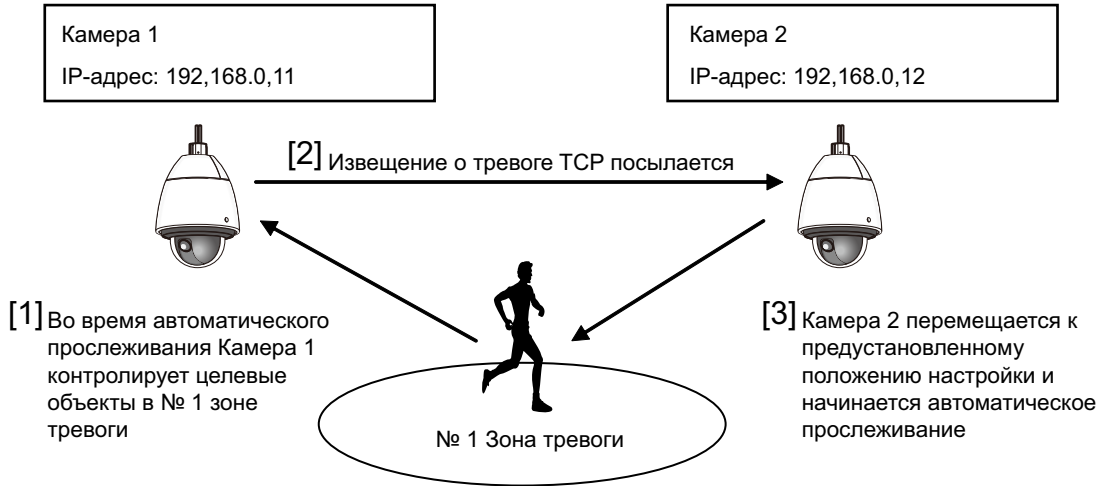 Камера 1
IP-адрес: 192,168.0,11
Камера 2
IP-адрес: 192,168.0,12
[2] Извещение о тревоге TCP посылается
[1] Во время автоматического
прослеживания Камера 1
контролирует целевые
объекты в № 1 зоне
тревоги
[3] Камера 2 перемещается к
предустановленному
положению настройки и
начинается автоматическое
прослеживание
№ 1 Зона тревоги